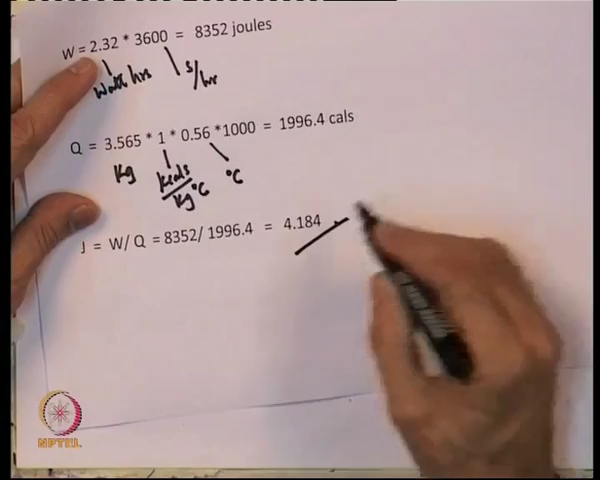 W = 2.32 * 3600 = 8352 joules
Watt hrs s/hr
Q = 3.565 * 1 * 0.56 *1000 = 1996.4 cals
Kg kcals/Kg°C °C
J = W/ Q = 8352/ 1996.4 = 4.184
NPTEL